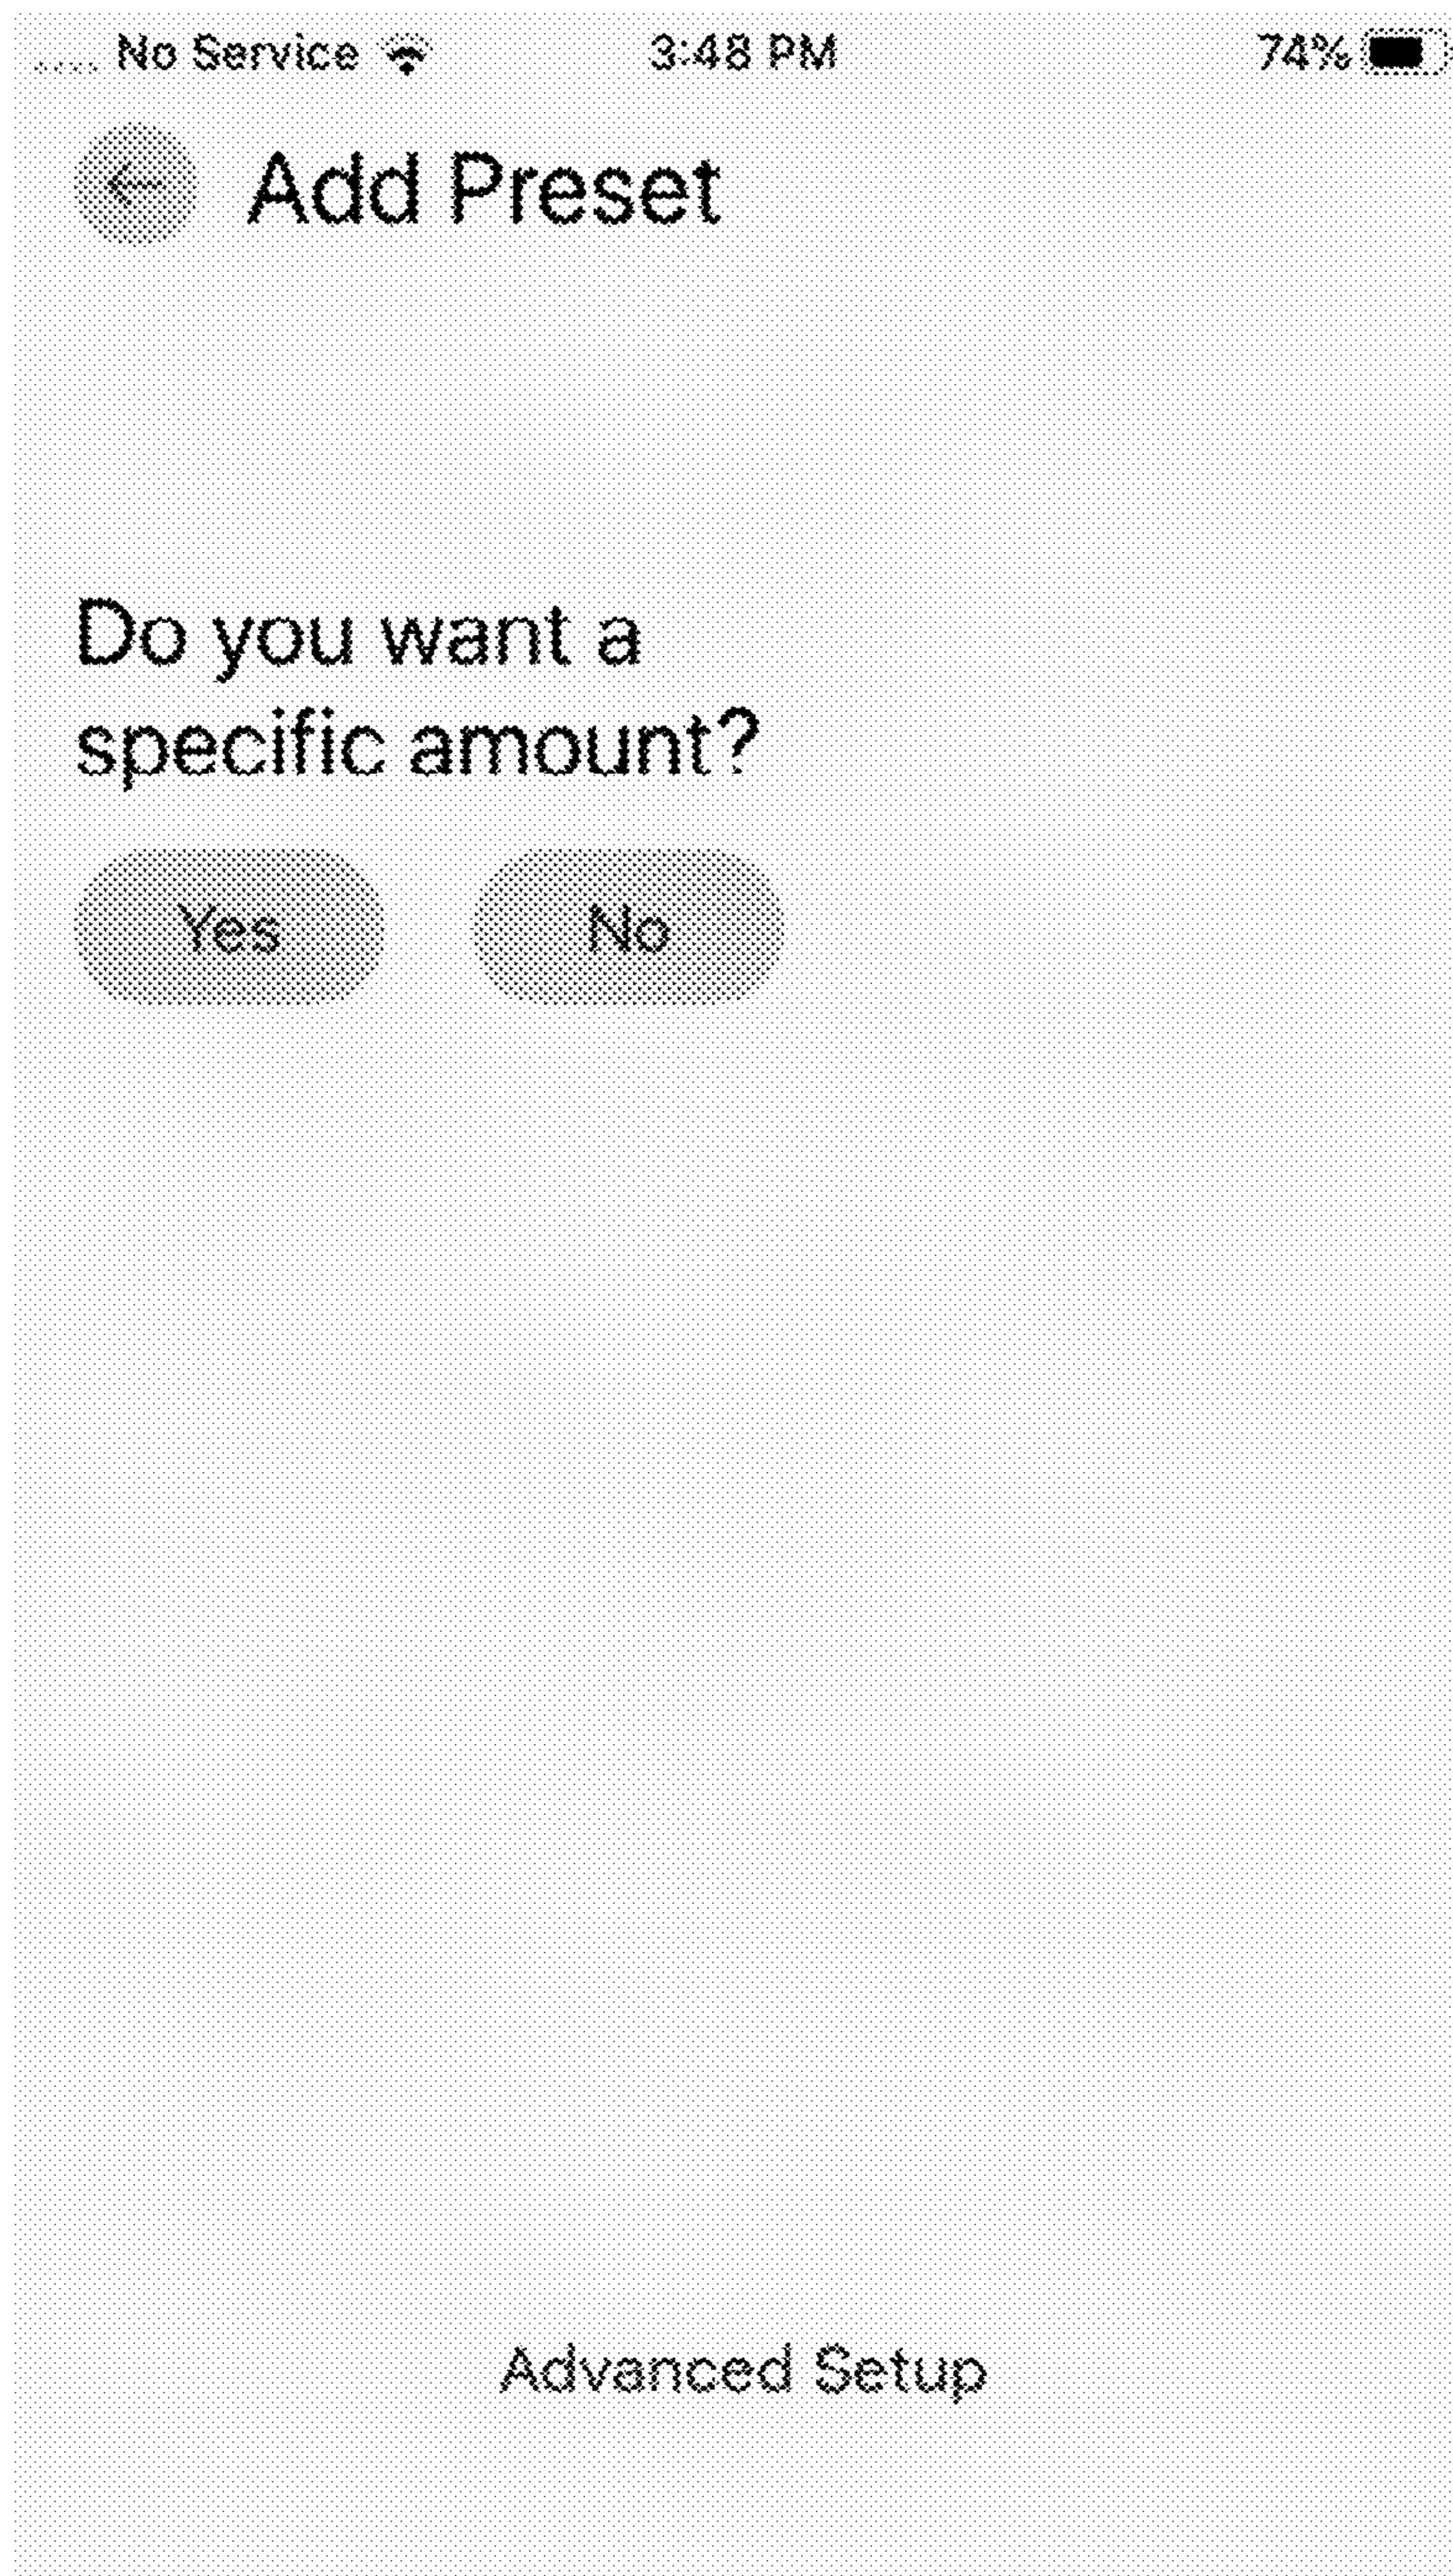 No Service 3:48 PM 74%
Add Preset
Do you want a
specific amount?
Yes No
Advanced Setup